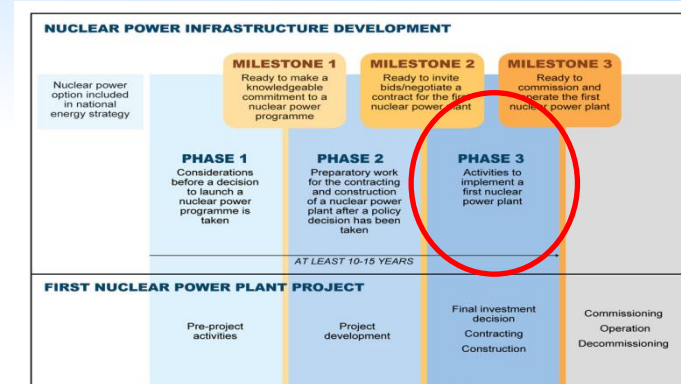 NUCLEAR POWER INFRASTRUCTURE DEVELOPMENT
Nuclear power
option included
in national
energy strategy
MILESTONE 1
Ready to make a
knowledgeable
commitment to a
nuclear power
programme
MILESTONE 2
Ready to invite
bids/negotiate a
contract for the first
nuclear power plant
MILESTONE 3
Ready to
commission and
operate the first
nuclear power plant
PHASE 1
Considerations
before a decision
to launch a
nuclear power
programme is
taken
PHASE 2
Preparatory work
for the contracting
and construction
of a nuclear power
plant after a policy
decision has been
taken
PHASE 3
Activities to
implement a
first nuclear
power plant
AT LEAST 10-15 YEARS
FIRST NUCLEAR POWER PLANT PROJECT
Pre-project
activities
Project
development
Final investment
decision
Contracting
Construction
Commissioning
Operation
Decommissioning